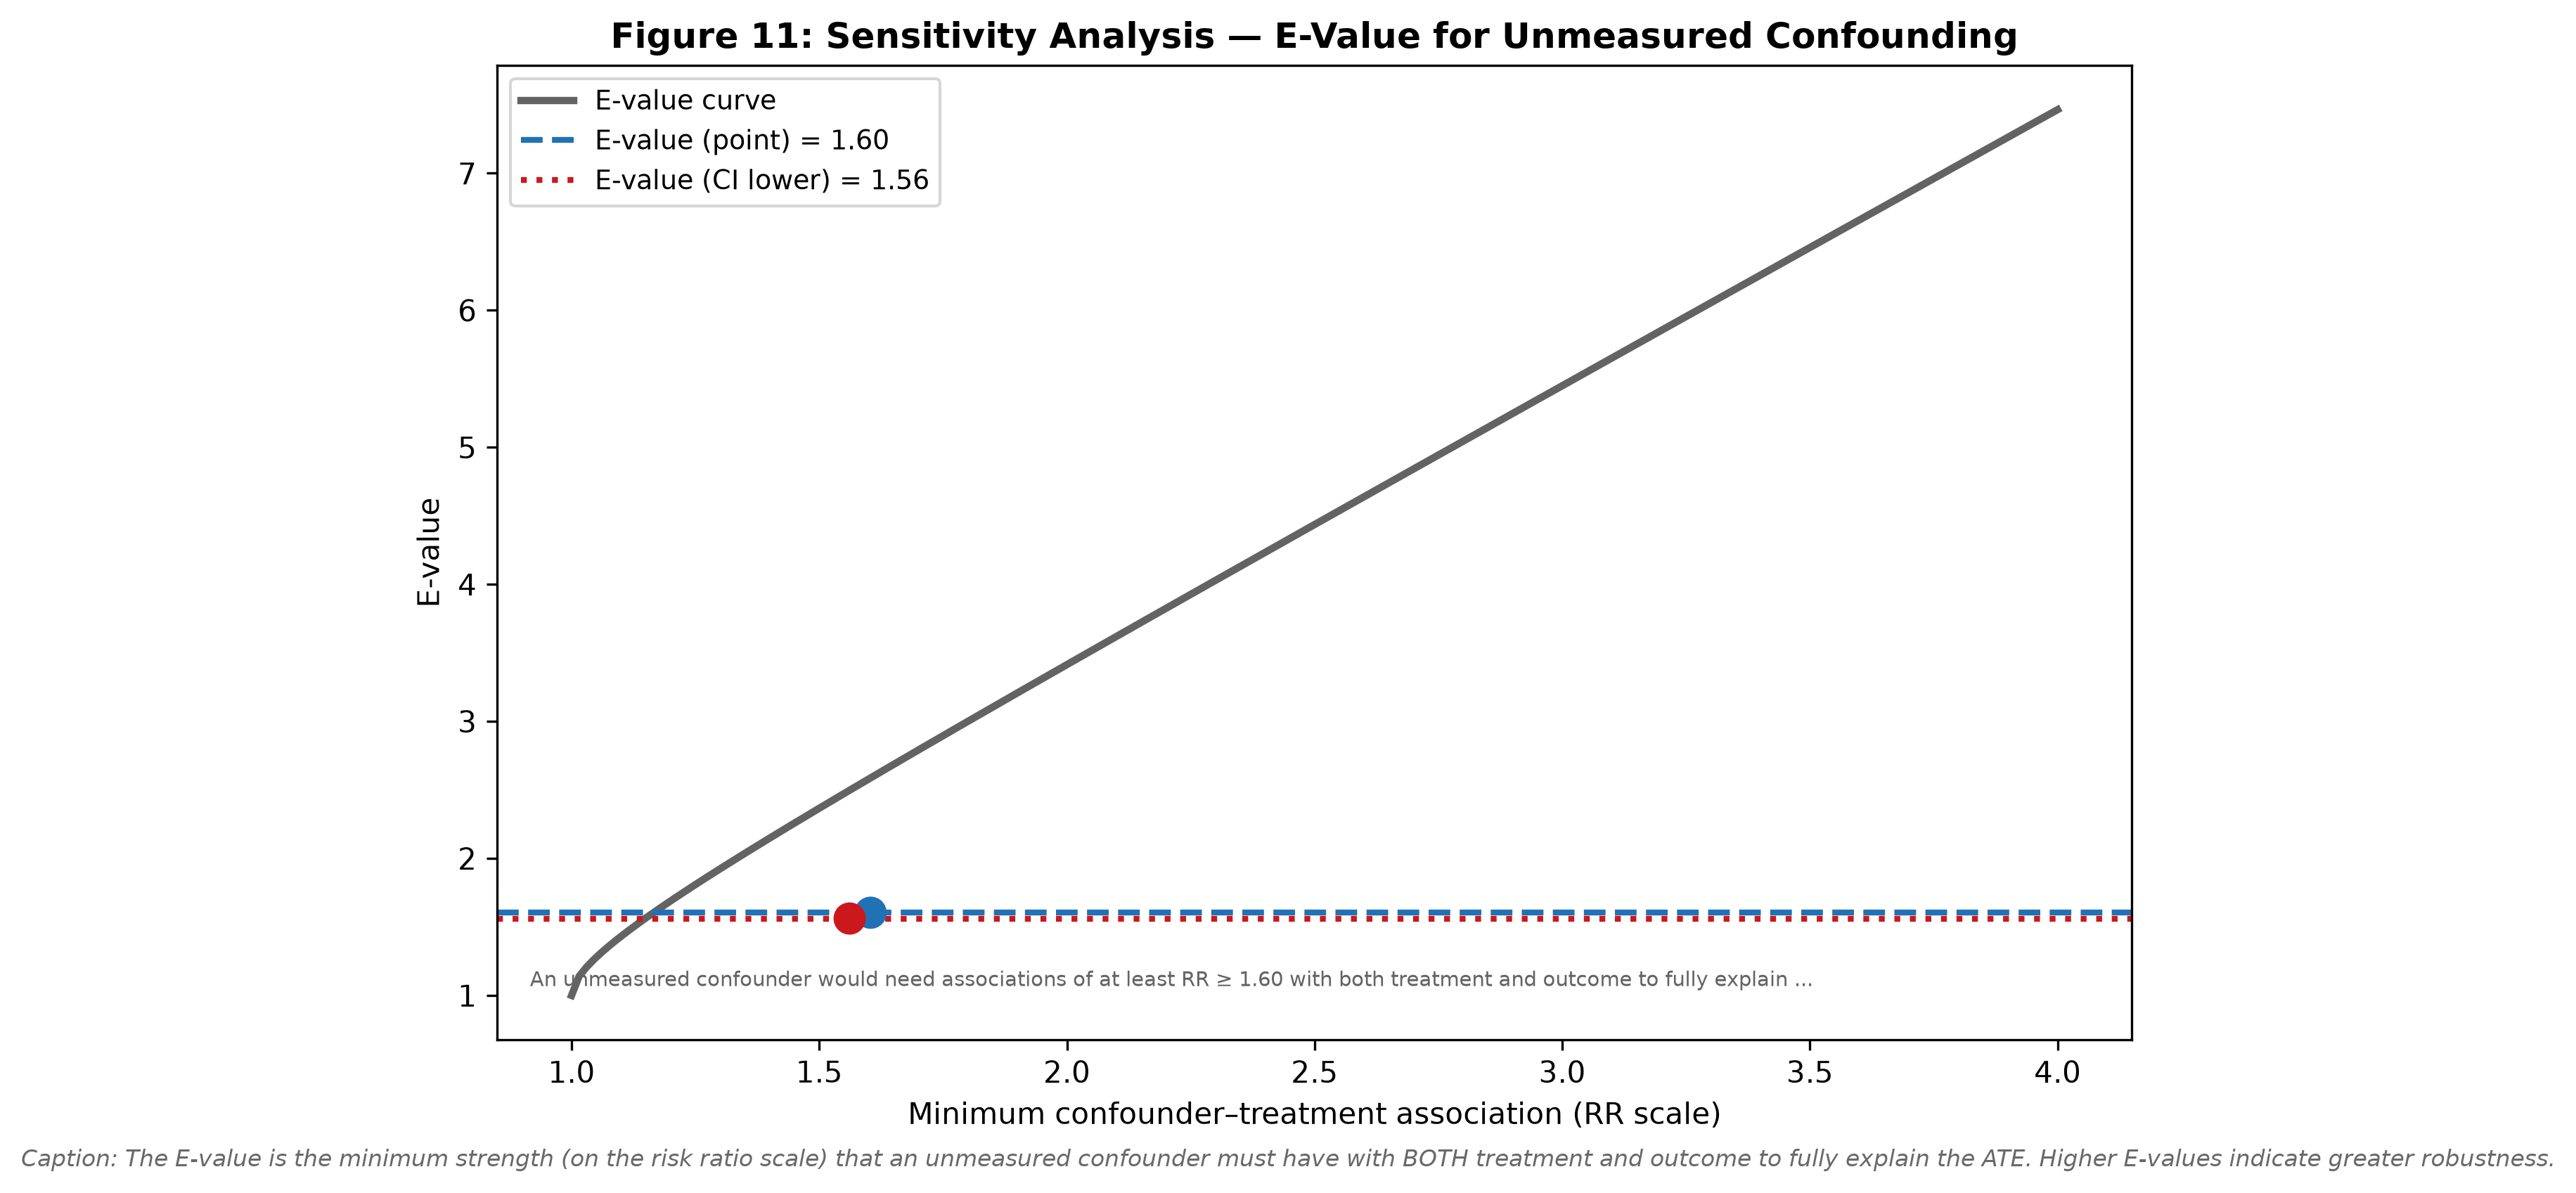 Figure 11: Sensitivity Analysis — E-Value for Unmeasured Confounding
E-value curve
E-value (point) = 1.60
E-value (CI lower) = 1.56
E-value
7
6
5
4
3
2
1
An unmeasured confounder would need associations of at least RR ≥ 1.60 with both treatment and outcome to fully explain ...
1.0 1.5 2.0 2.5 3.0 3.5 4.0
Minimum confounder–treatment association (RR scale)
Caption: The E-value is the minimum strength (on the risk ratio scale) that an unmeasured confounder must have with BOTH treatment and outcome to fully explain the ATE. Higher E-values indicate greater robustness.